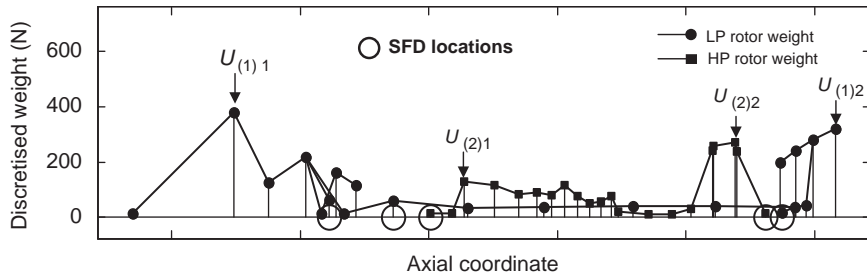 Discretised weight (N)
600
400
200
0
U(1) 1
SFD locations
LP rotor weight
HP rotor weight
U(2)1
U(2)2
U(1)2
Axial coordinate